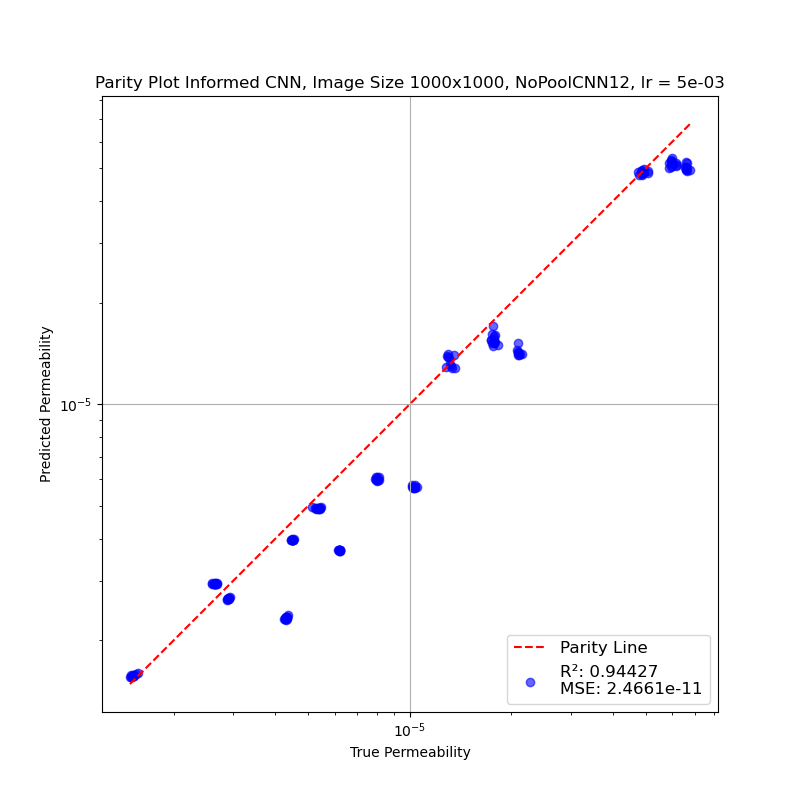 Parity Plot Informed CNN, Image Size 1000x1000, NoPoolCNN12, lr = 5e-03
Predicted Permeability
10⁻⁵
Parity Line
R²: 0.94427
MSE: 2.4661e-11
10⁻⁵
True Permeability